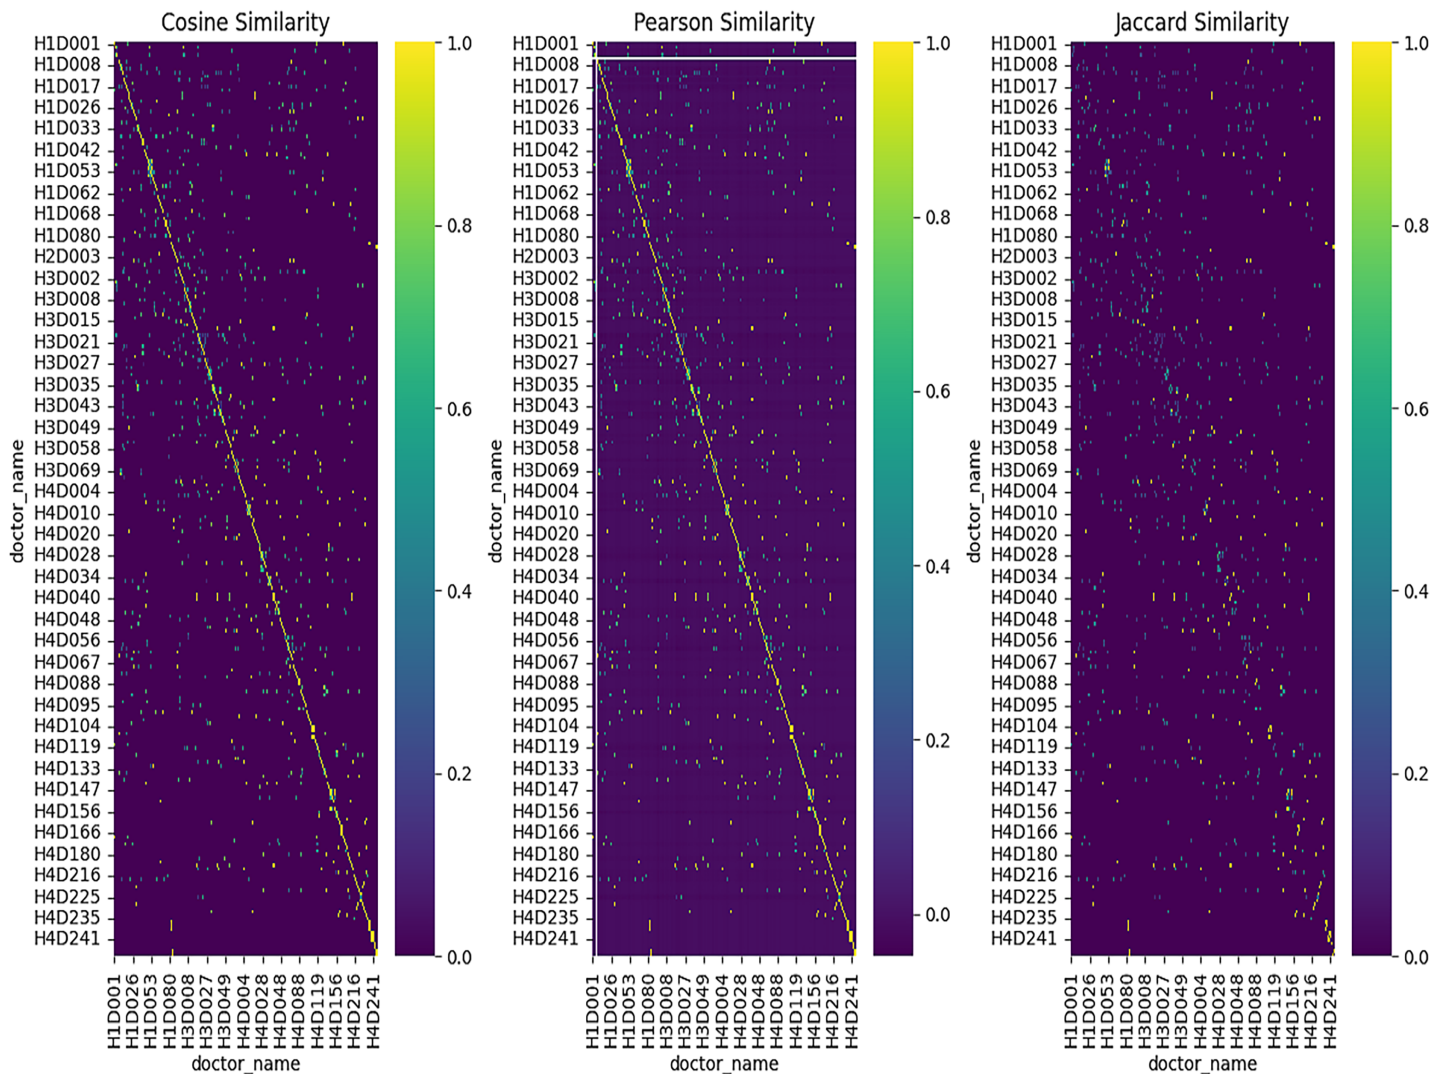 Cosine Similarity
H1D001
H1D008
H1D017
H1D026
H1D033
H1D042
H1D053
H1D062
H1D068
H1D080
H2D003
H3D002
H3D008
H3D015
H3D021
H3D027
H3D035
H3D043
H3D049
H3D058
H3D069
H4D004
H4D010
H4D020
H4D028
H4D034
H4D040
H4D048
H4D056
H4D067
H4D088
H4D095
H4D104
H4D119
H4D133
H4D147
H4D156
H4D166
H4D180
H4D216
H4D225
H4D235
H4D241
doctor_name
H1D001
H1D026
H1D053
H1D080
H3D008
H3D027
H3D049
H4D004
H4D028
H4D048
H4D088
H4D119
H4D156
H4D216
H4D241
doctor_name
1.0
0.8
0.6
0.4
0.2
0.0
Pearson Similarity
H1D001
H1D008
H1D017
H1D026
H1D033
H1D042
H1D053
H1D062
H1D068
H1D080
H2D003
H3D002
H3D008
H3D015
H3D021
H3D027
H3D035
H3D043
H3D049
H3D058
H3D069
H4D004
H4D010
H4D020
H4D028
H4D034
H4D040
H4D048
H4D056
H4D067
H4D088
H4D095
H4D104
H4D119
H4D133
H4D147
H4D156
H4D166
H4D180
H4D216
H4D225
H4D235
H4D241
doctor_name
H1D001
H1D026
H1D053
H1D080
H3D008
H3D027
H3D049
H4D004
H4D028
H4D048
H4D088
H4D119
H4D156
H4D216
H4D241
doctor_name
1.0
0.8
0.6
0.4
0.2
0.0
Jaccard Similarity
H1D001
H1D008
H1D017
H1D026
H1D033
H1D042
H1D053
H1D062
H1D068
H1D080
H2D003
H3D002
H3D008
H3D015
H3D021
H3D027
H3D035
H3D043
H3D049
H3D058
H3D069
H4D004
H4D010
H4D020
H4D028
H4D034
H4D040
H4D048
H4D056
H4D067
H4D088
H4D095
H4D104
H4D119
H4D133
H4D147
H4D156
H4D166
H4D180
H4D216
H4D225
H4D235
H4D241
doctor_name
H1D001
H1D026
H1D053
H1D080
H3D008
H3D027
H3D049
H4D004
H4D028
H4D048
H4D088
H4D119
H4D156
H4D216
H4D241
doctor_name
1.0
0.8
0.6
0.4
0.2
0.0